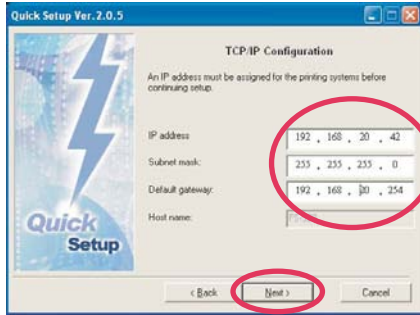 Quick Setup Ver.2.0.5
TCP/IP Configuration
An IP address must be assigned for the printing systems before
continuing setup.
IP address
192 . 168 . 20 . 42
Subnet mask:
255 . 255 . 255 . 0
Default gateway:
192 . 168 . 20 . 254
Host name:
Quick
Setup
< Back
Next >
Cancel